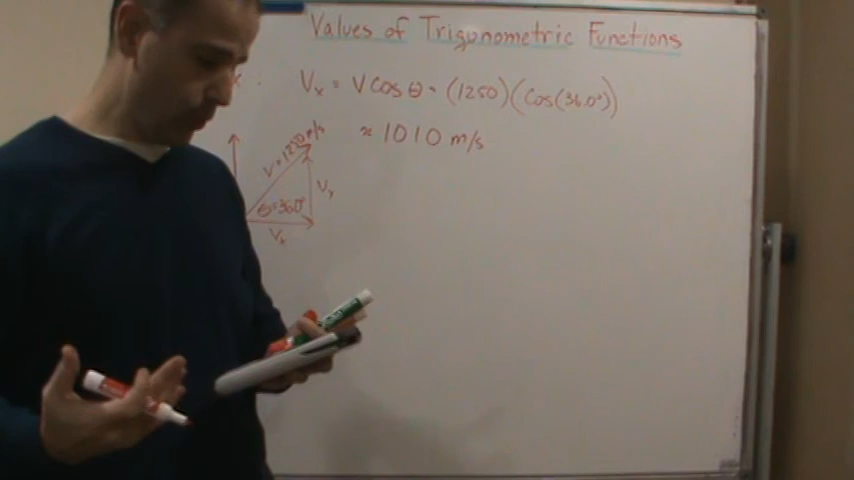 Values of Trigonometric Functions
Vx = V Cos θ = (1250)(Cos(36.0°))
≈ 1010 m/s
V=1250 m/s
Vy
θ=36.0°
Vx